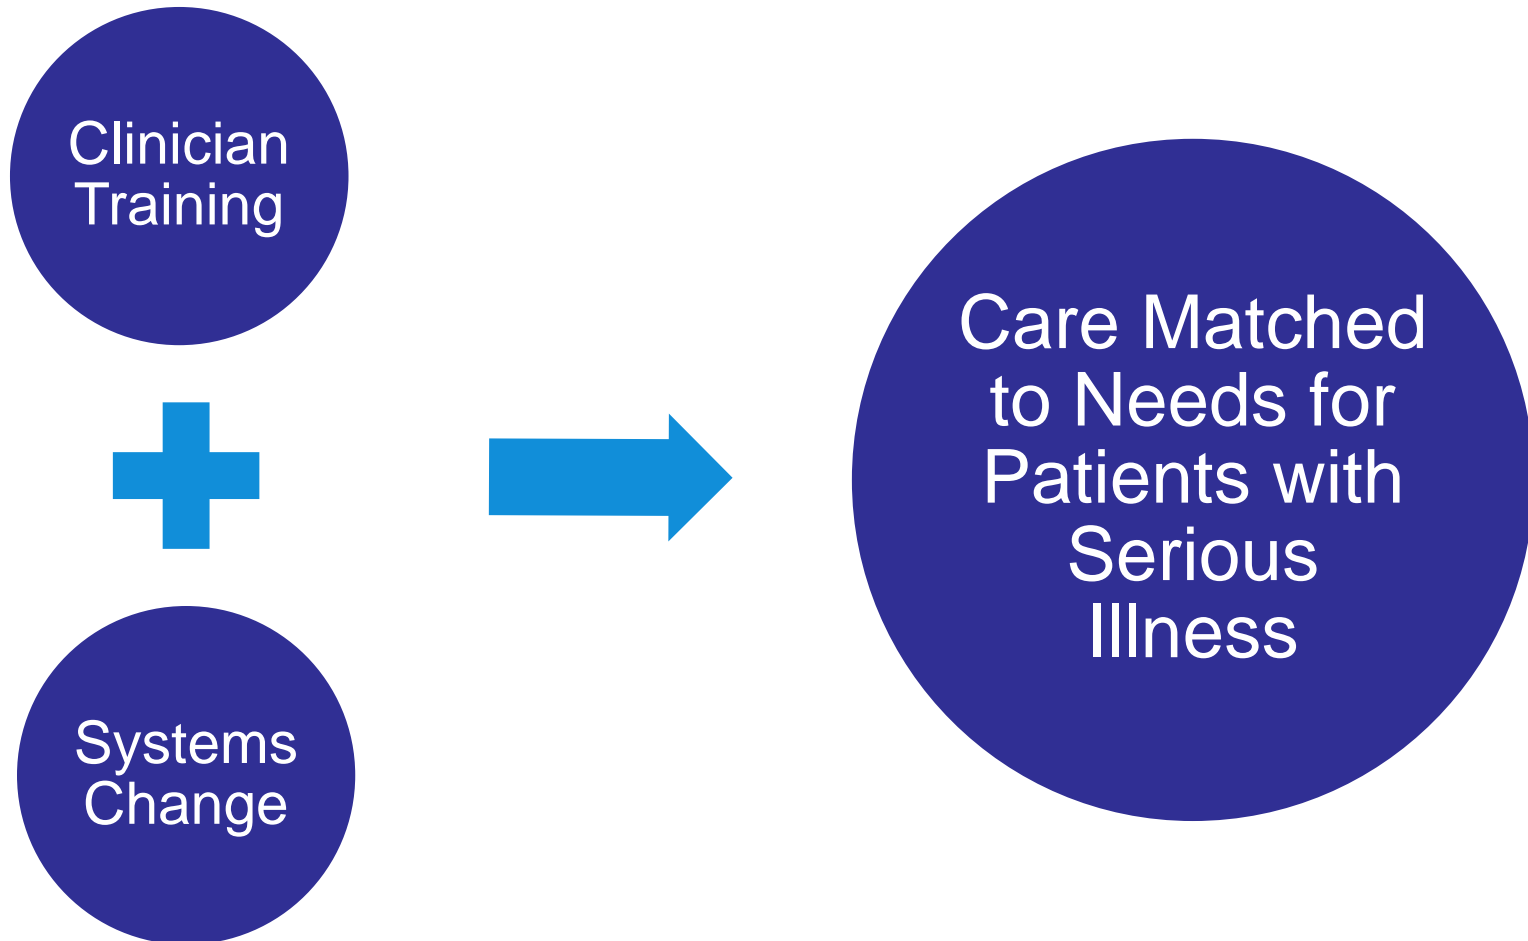 Clinician
Training
Systems
Change
Care Matched
to Needs for
Patients with
Serious
Illness